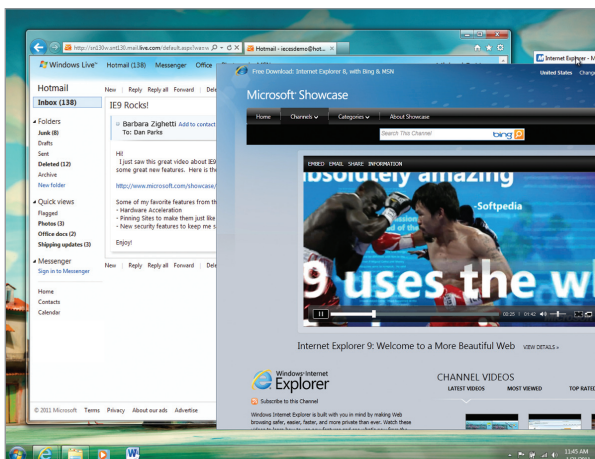 http://sn130w.snt130.mail.live.com/default.aspx?wa=w
Hotmail - iecesdemo@hot...
Internet Explorer - M
Windows Live™ Hotmail (138) Messenger Office
Free Download: Internet Explorer 8, with Bing & MSN
United States Change
Hotmail
Inbox (138)
Folders
Junk (8)
Drafts
Sent
Deleted (12)
Archive
New folder
Quick views
Flagged
Photos (3)
Office docs (2)
Shipping updates (3)
Messenger
Sign in to Messenger
Home
Contacts
Calendar
© 2011 Microsoft Terms Privacy About our ads Advertise
New Reply Reply all Forward Dele
IE9 Rocks!
Barbara Zighetti Add to contact
To: Dan Parks
Hi!
I just saw this great video about IE9
some great new features. Here is the
http://www.microsoft.com/showcase/
Some of my favorite features from th
- Hardware Acceleration
- Pinning Sites to make them just like
- New security features to keep me s
Enjoy!
New Reply Reply all Forward Dele
Microsoft Showcase
Home Channels Categories About Showcase
Search This Channel bing
EMBED EMAIL SHARE INFORMATION
absolutely amazing
-Softpedia
9 uses the w
00:25 / 01:42
Internet Explorer 9: Welcome to a More Beautiful Web VIEW DETAILS »
Windows Internet
Explorer
Subscribe to this Channel
Windows Internet Explorer is built with you in mind by making Web
browsing safer, easier, faster, and more private than ever. Watch these
CHANNEL VIDEOS
LATEST VIDEOS MOST VIEWED TOP RATED
11:45 AM